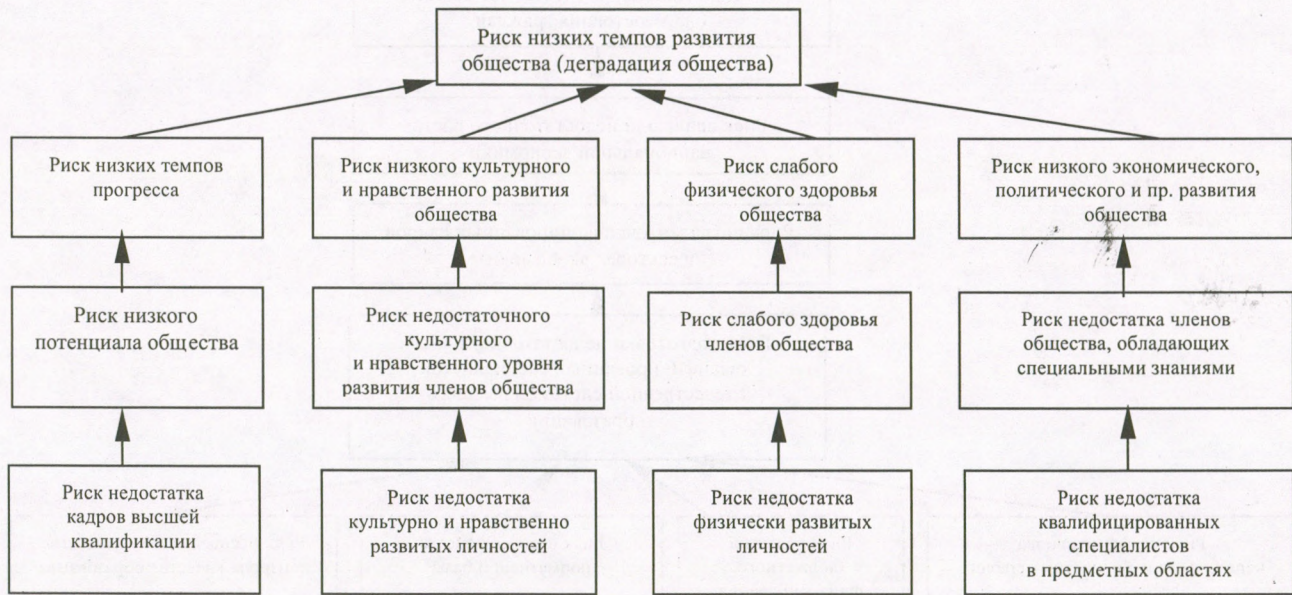 Риск низких темпов развития
общества (деградация общества)
Риск низких темпов
прогресса
Риск низкого культурного
и нравственного развития
общества
Риск слабого
физического здоровья
общества
Риск низкого экономического,
политического и пр. развития
общества
Риск низкого
потенциала общества
Риск недостаточного
культурного
и нравственного уровня
развития членов общества
Риск слабого здоровья
членов общества
Риск недостатка членов
общества, обладающих
специальными знаниями
Риск недостатка
кадров высшей
квалификации
Риск недостатка
культурно и нравственно
развитых личностей
Риск недостатка
физически развитых
личностей
Риск недостатка
квалифицированных
специалистов
в предметных областях